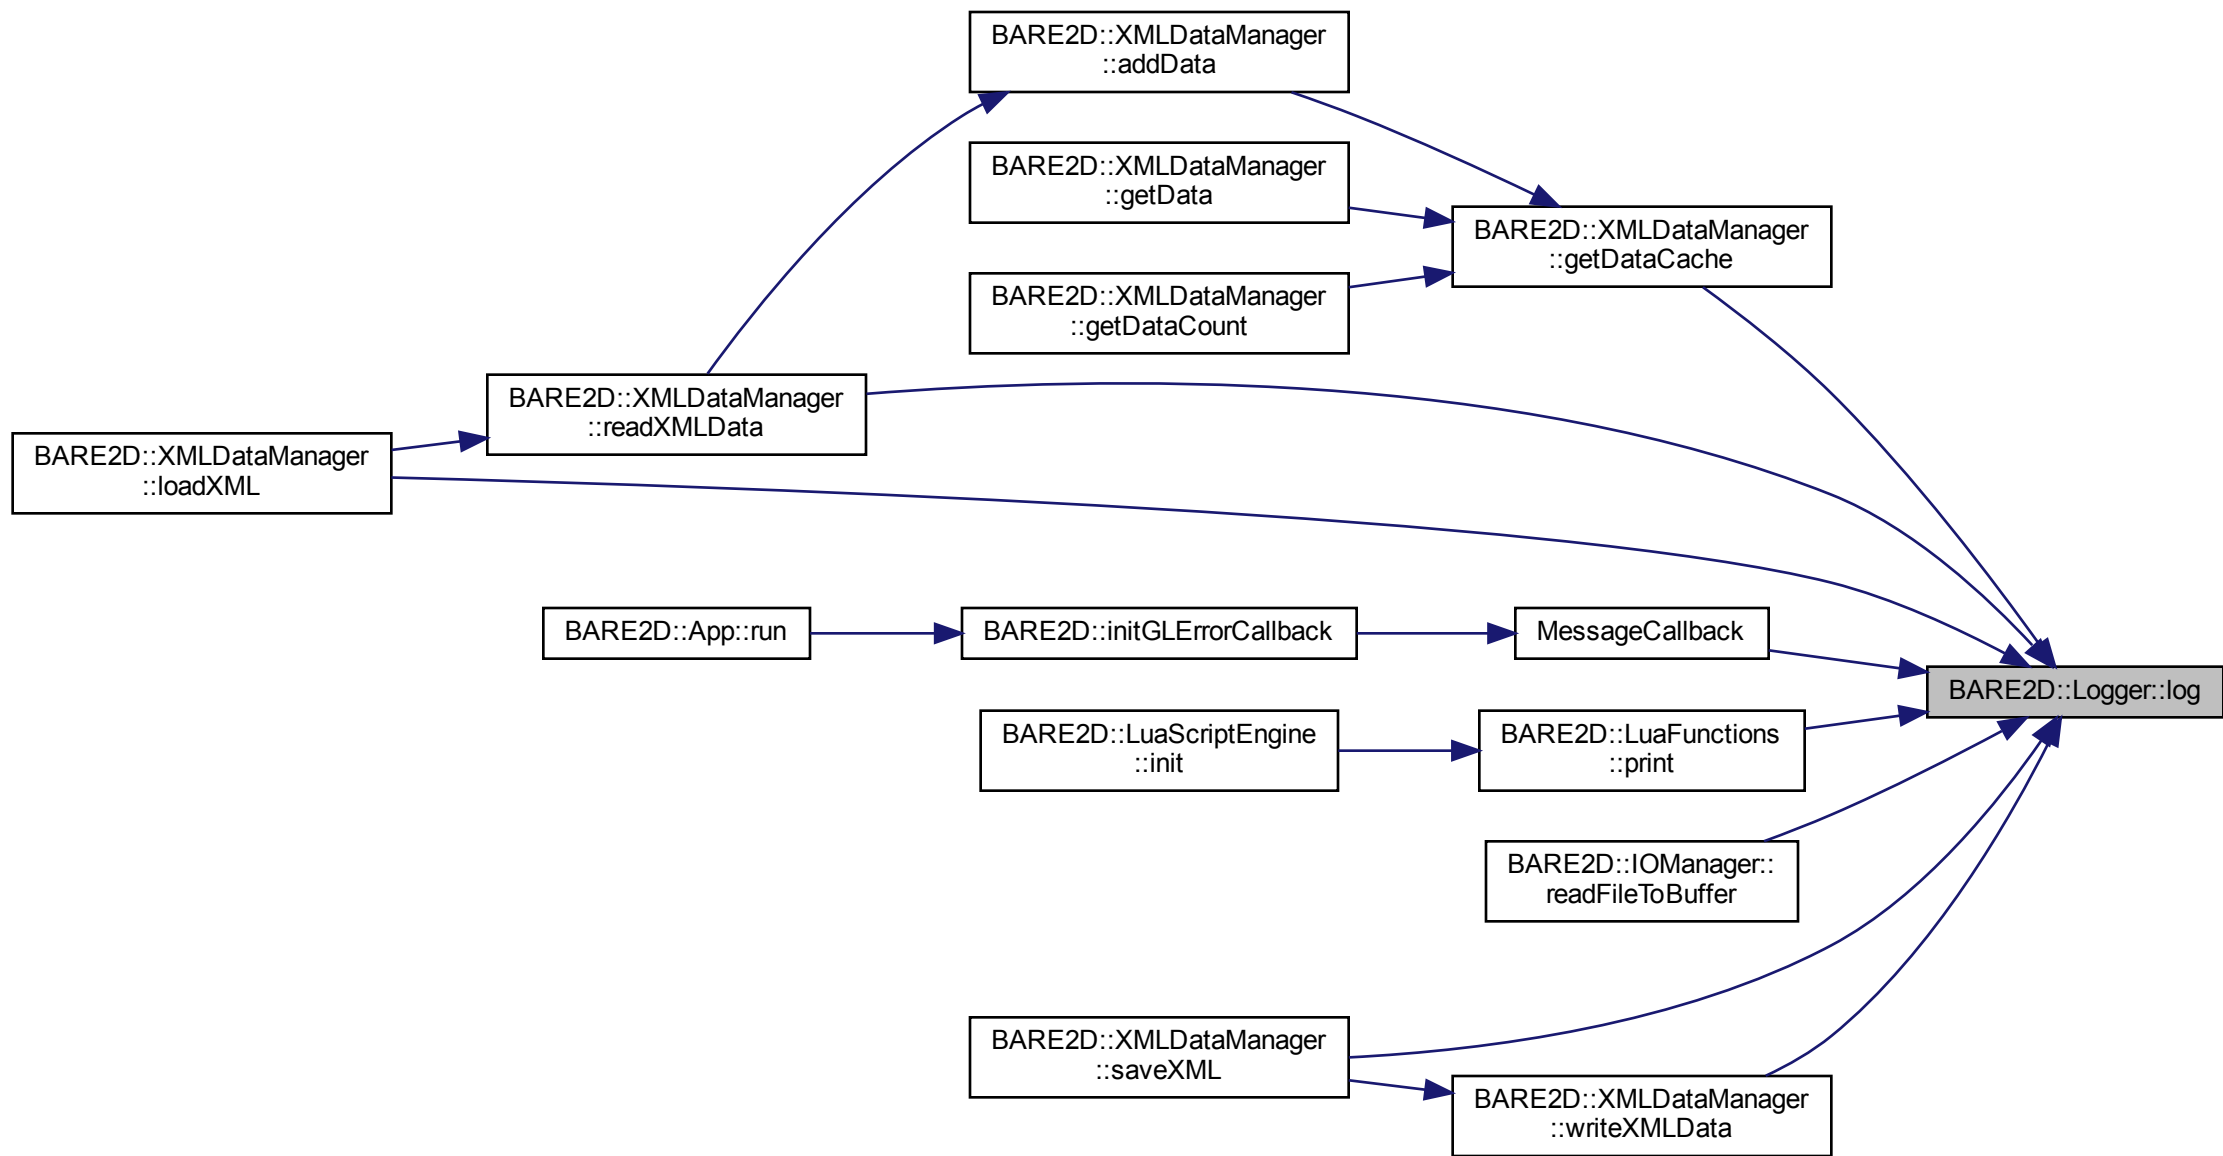 BARE2D::XMLDataManager
::addData
BARE2D::XMLDataManager
::getData
BARE2D::XMLDataManager
::getDataCache
BARE2D::XMLDataManager
::getDataCount
BARE2D::XMLDataManager
::readXMLData
BARE2D::XMLDataManager
::loadXML
BARE2D::App::run
BARE2D::initGLErrorCallback
MessageCallback
BARE2D::Logger::log
BARE2D::LuaScriptEngine
::init
BARE2D::LuaFunctions
::print
BARE2D::IOManager::
readFileToBuffer
BARE2D::XMLDataManager
::saveXML
BARE2D::XMLDataManager
::writeXMLData